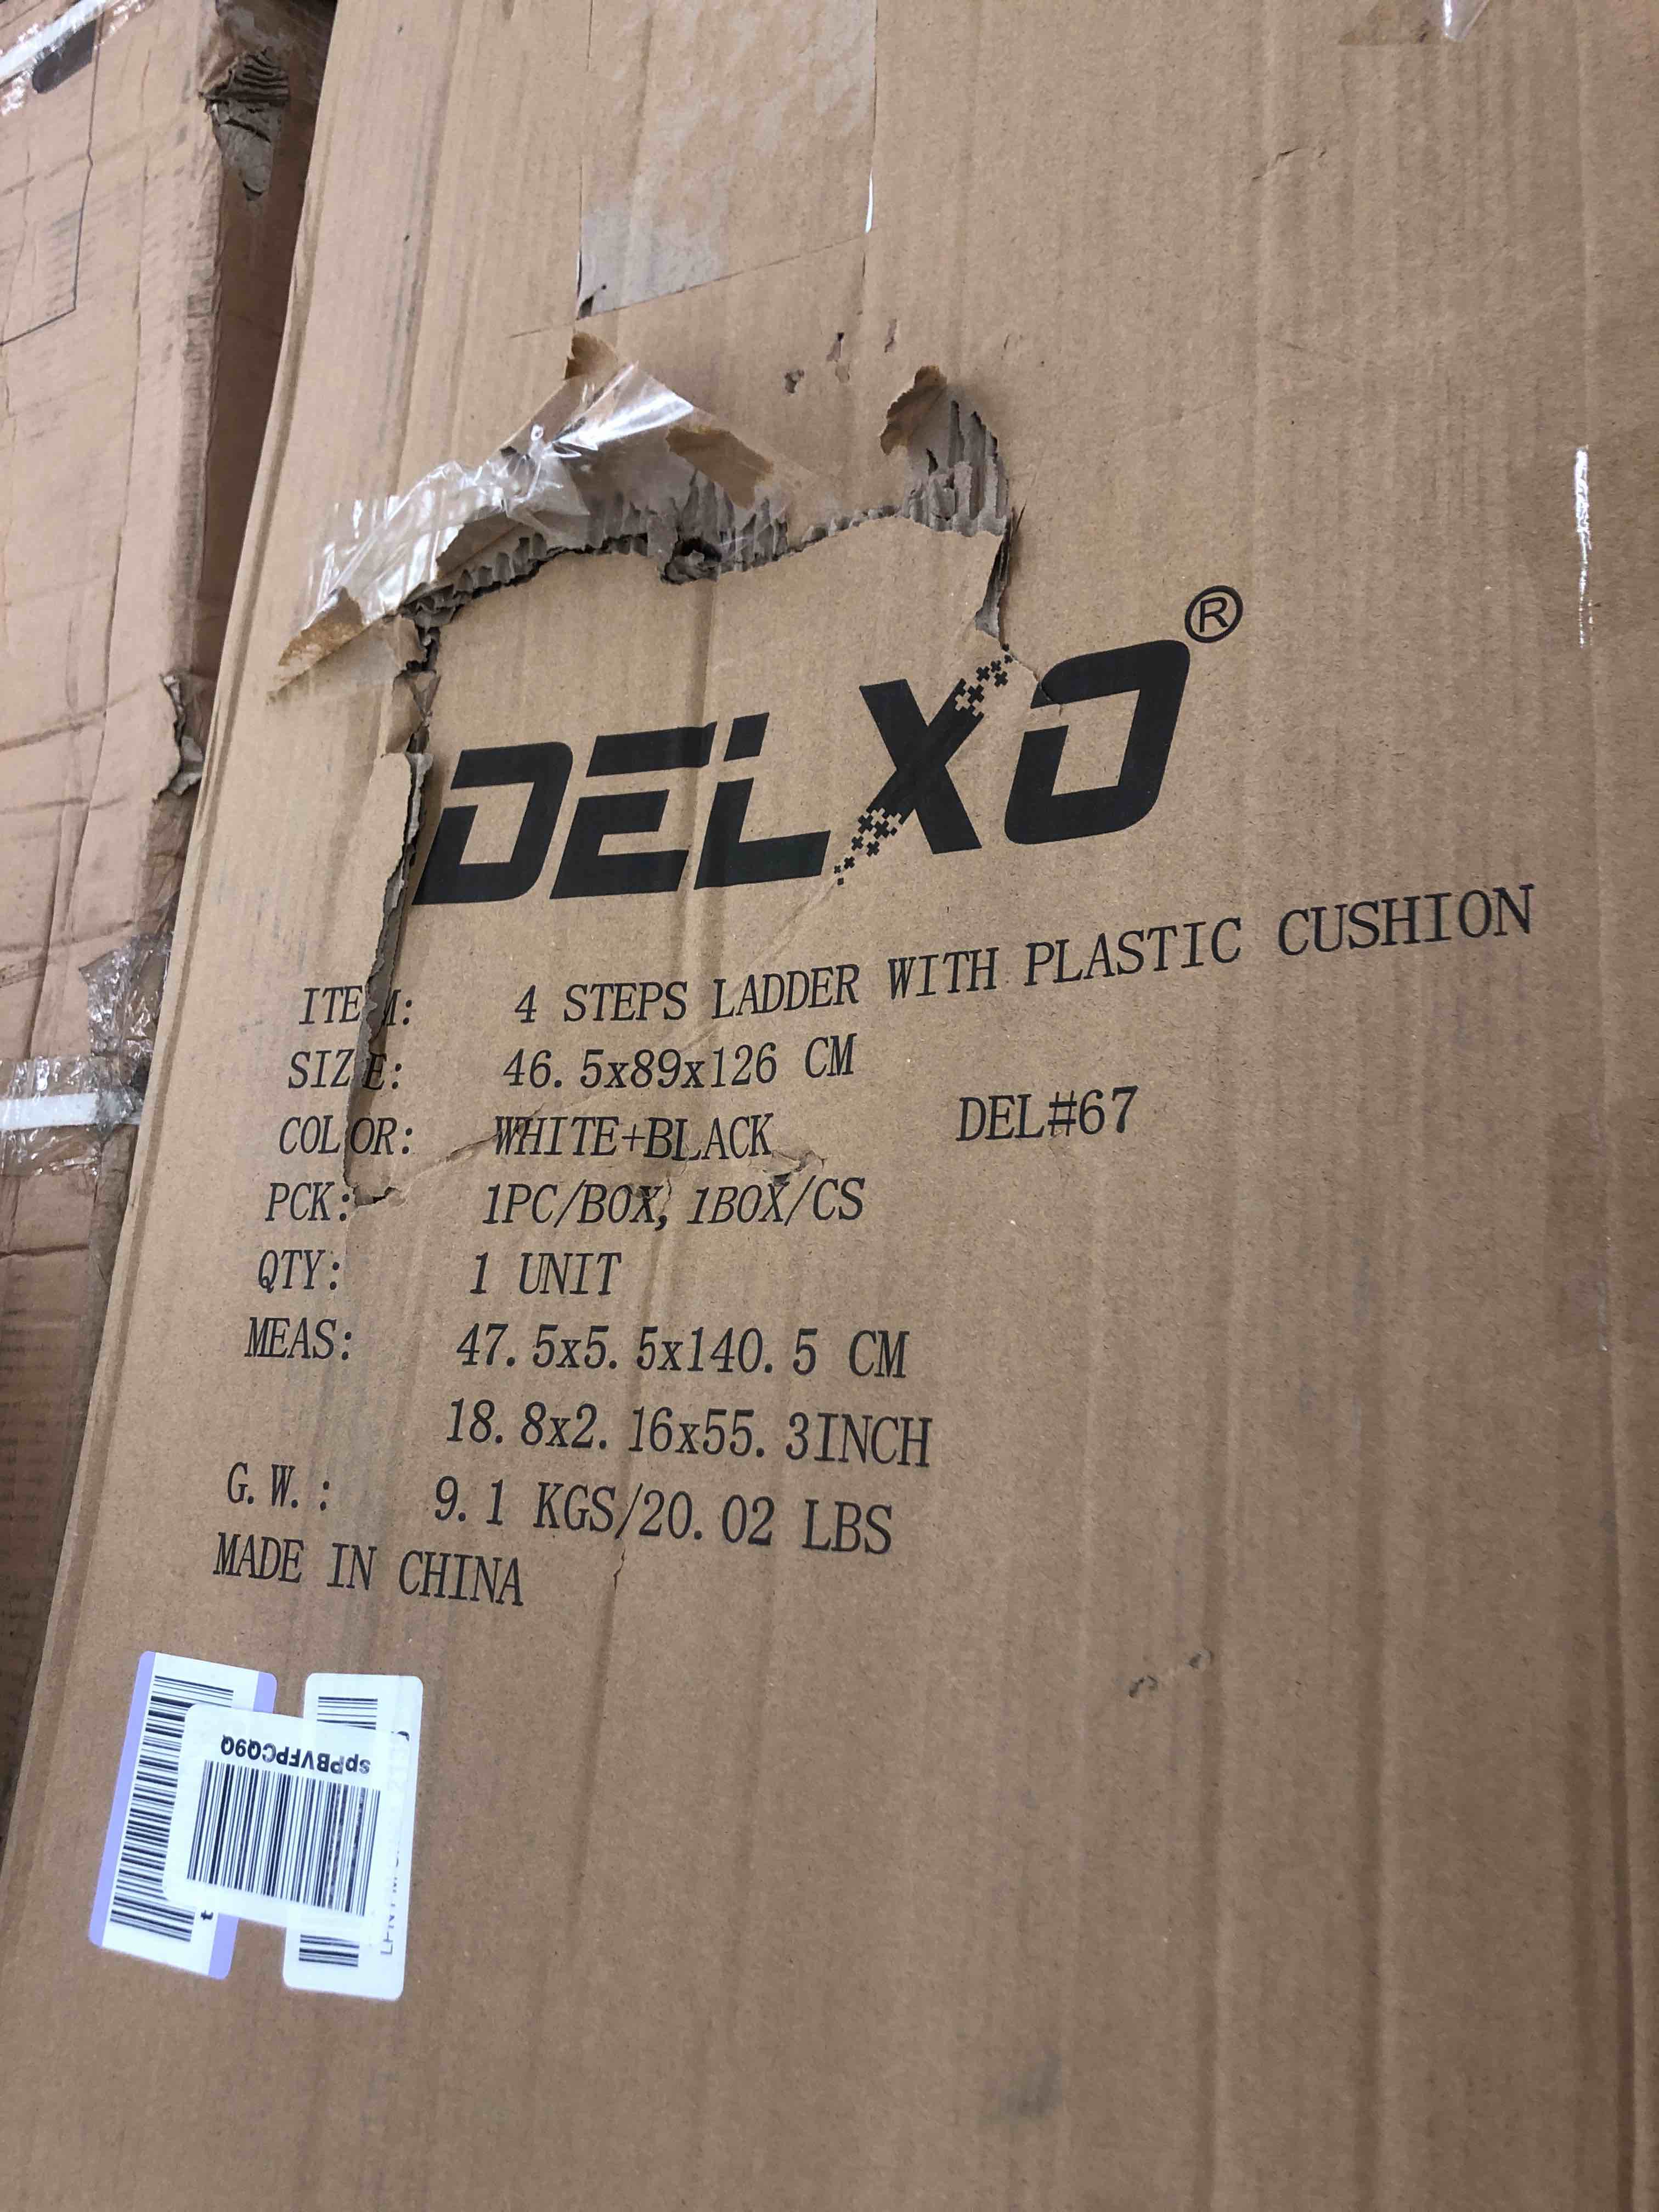 DELXO®
ITEM: 4 STEPS LADDER WITH PLASTIC CUSHION
SIZE: 46.5x89x126 CM
COLOR: WHITE+BLACK DEL#67
PCK: 1PC/BOX, 1BOX/CS
QTY: 1 UNIT
MEAS: 47.5x5.5x140.5 CM
18.8x2.16x55.3INCH
G.W.: 9.1 KGS/20.02 LBS
MADE IN CHINA
spPBVFPCQ9Q